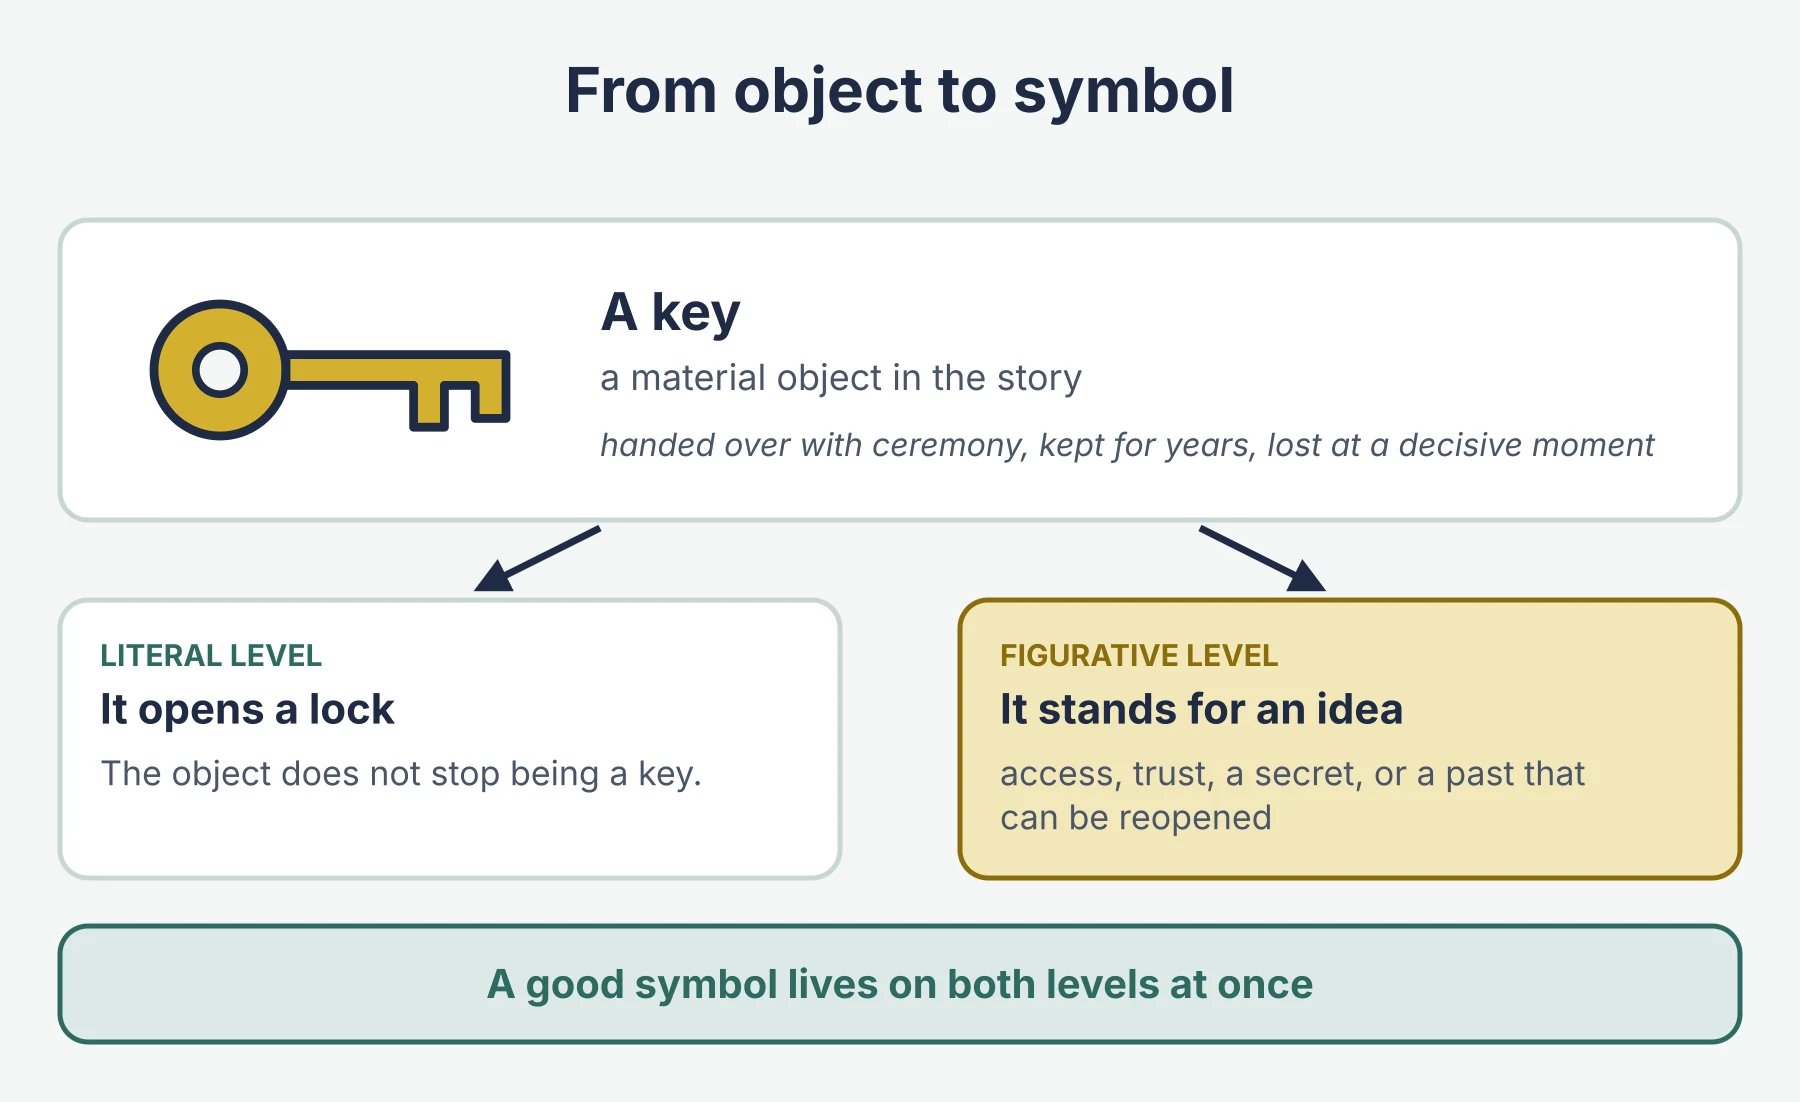 From object to symbol
A key
a material object in the story
handed over with ceremony, kept for years, lost at a decisive moment
LITERAL LEVEL
It opens a lock
The object does not stop being a key.
FIGURATIVE LEVEL
It stands for an idea
access, trust, a secret, or a past that
can be reopened
A good symbol lives on both levels at once